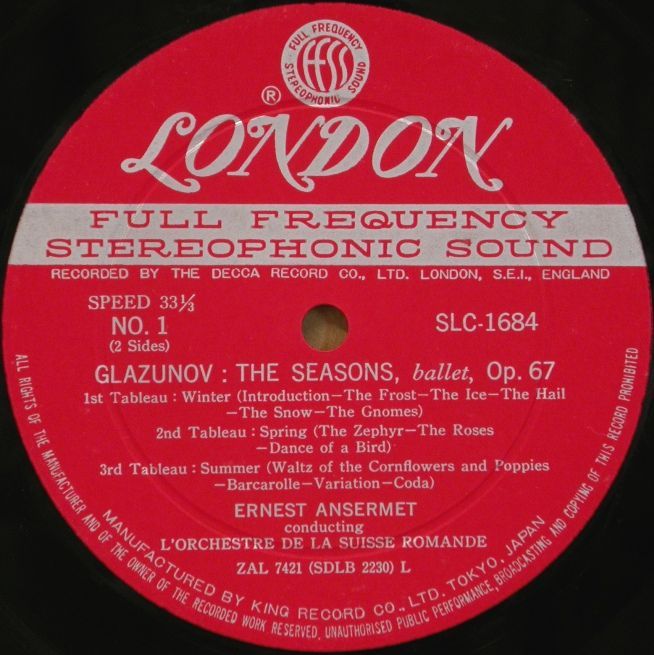 FULL FREQUENCY
ffss
STEREOPHONIC SOUND
®
LONDON
FULL FREQUENCY
STEREOPHONIC SOUND
RECORDED BY THE DECCA RECORD CO., LTD. LONDON, S.E.I., ENGLAND
SPEED 33⅓
NO. 1
(2 Sides)
SLC-1684
GLAZUNOV : THE SEASONS, ballet, Op. 67
1st Tableau : Winter (Introduction—The Frost—The Ice—The Hail
—The Snow—The Gnomes)
2nd Tableau : Spring (The Zephyr—The Roses
—Dance of a Bird)
3rd Tableau : Summer (Waltz of the Cornflowers and Poppies
—Barcarolle—Variation—Coda)
ERNEST ANSERMET
conducting
L'ORCHESTRE DE LA SUISSE ROMANDE
ZAL 7421 (SDLB 2230) L
MANUFACTURED BY KING RECORD CO., LTD. TOKYO, JAPAN
ALL RIGHTS OF THE MANUFACTURER AND OF THE OWNER OF THE RECORDED WORK RESERVED, UNAUTHORISED PUBLIC PERFORMANCE, BROADCASTING AND COPYING OF THIS RECORD PROHIBITED